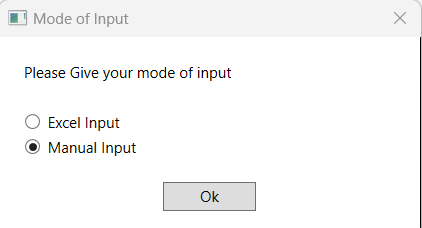 Mode of Input
Please Give your mode of input
Excel Input
Manual Input
Ok